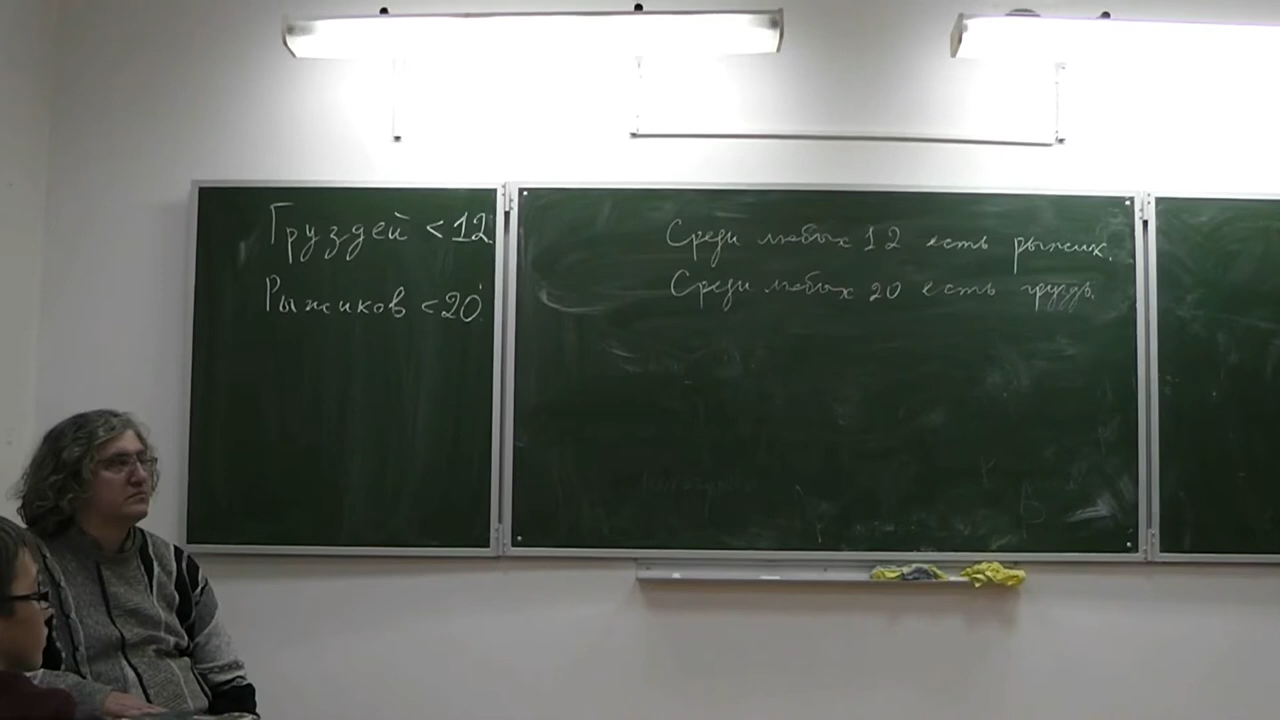 Груздей < 12
Рыжиков < 20
Среди любых 12 есть рыжик.
Среди любых 20 есть груздь.